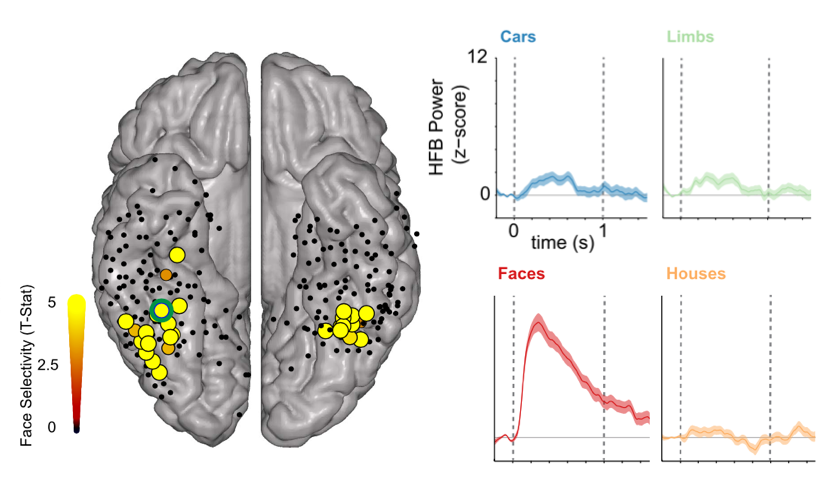 Cars
Limbs
12
HFB Power
(z-score)
0
0
1
time (s)
Faces
Houses
Face Selectivity (T-Stat)
5
2.5
0